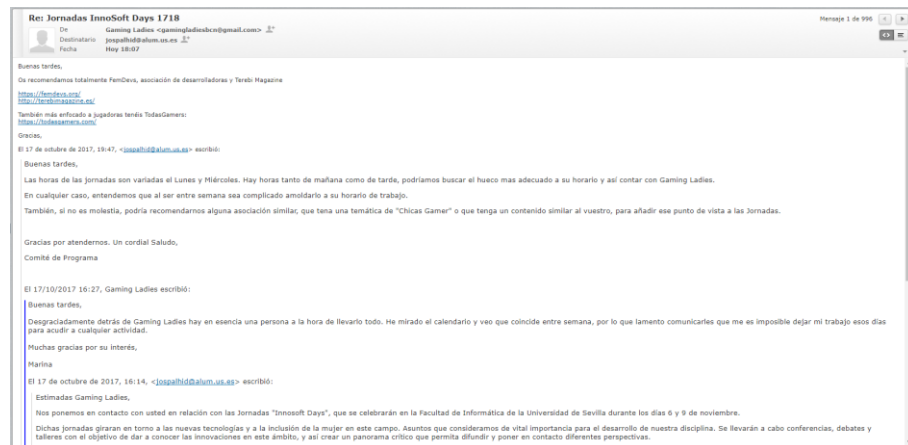 Re: Jornadas InnoSoft Days 1718
Mensaje 1 de 996
De Gaming Ladies <gamingladiesbcn@gmail.com>
Destinatario jospalhid@alum.us.es
Fecha Hoy 18:07
Buenas tardes,
Os recomendamos totalmente FemDevs, asociación de desarrolladoras y Terebi Magazine
https://femdevs.org/
http://terebimagazine.es/
También más enfocado a jugadoras tenéis TodasGamers:
https://todasgamers.com/
Gracias,
El 17 de octubre de 2017, 19:47, <jospalhid@alum.us.es> escribió:
Buenas tardes,
Las horas de las jornadas son variadas el Lunes y Miércoles. Hay horas tanto de mañana como de tarde, podríamos buscar el hueco mas adecuado a su horario y así contar con Gaming Ladies.
En cualquier caso, entendemos que al ser entre semana sea complicado amoldarlo a su horario de trabajo.
También, si no es molestia, podría recomendarnos alguna asociación similar, que tena una temática de "Chicas Gamer" o que tenga un contenido similar al vuestro, para añadir ese punto de vista a las Jornadas.
Gracias por atendernos. Un cordial Saludo,
Comité de Programa
El 17/10/2017 16:27, Gaming Ladies escribió:
Buenas tardes,
Desgraciadamente detrás de Gaming Ladies hay en esencia una persona a la hora de llevarlo todo. He mirado el calendario y veo que coincide entre semana, por lo que lamento comunicarles que me es imposible dejar mi trabajo esos días
para acudir a cualquier actividad.
Muchas gracias por su interés,
Marina
El 17 de octubre de 2017, 16:14, <jospalhid@alum.us.es> escribió:
Estimadas Gaming Ladies,
Nos ponemos en contacto con usted en relación con las Jornadas "Innosoft Days", que se celebrarán en la Facultad de Informática de la Universidad de Sevilla durante los días 6 y 9 de noviembre.
Dichas jornadas giraran en torno a las nuevas tecnologías y a la inclusión de la mujer en este campo. Asuntos que consideramos de vital importancia para el desarrollo de nuestra disciplina. Se llevarán a cabo conferencias, debates y
talleres con el objetivo de dar a conocer las innovaciones en este ámbito, y así crear un panorama crítico que permita difundir y poner en contacto diferentes perspectivas.